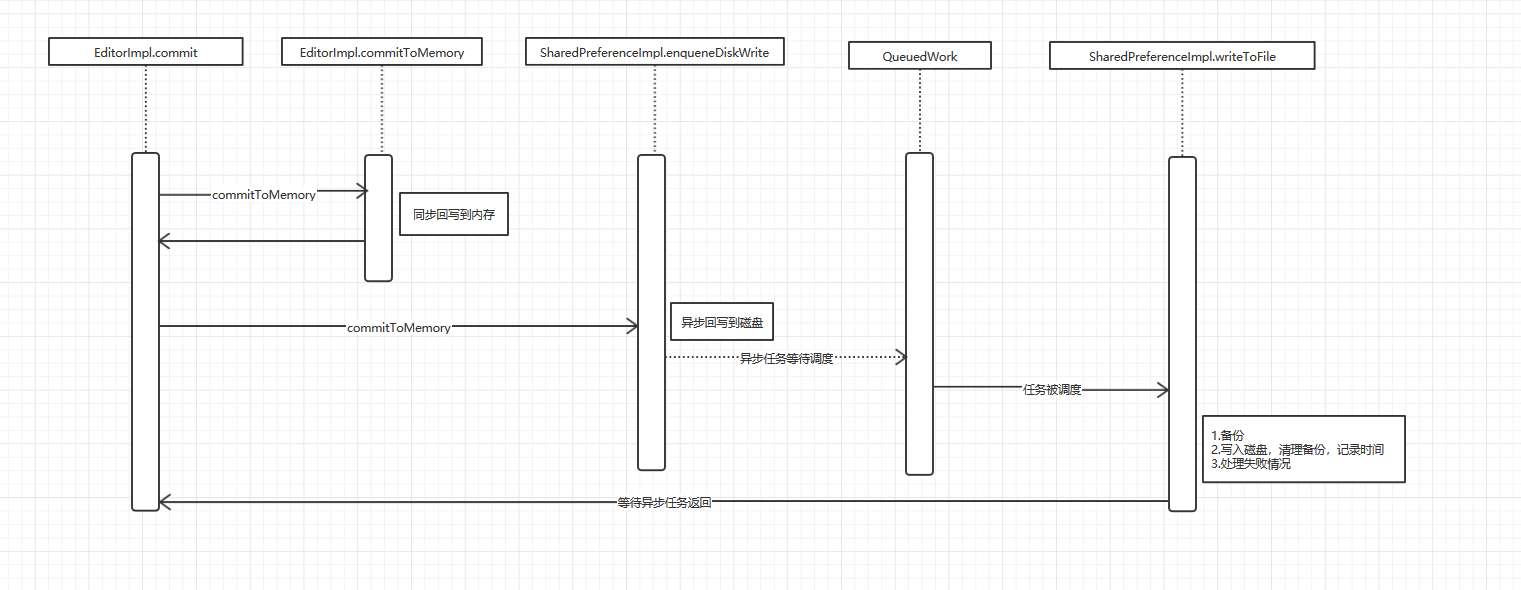 EditorImpl.commit
EditorImpl.commitToMemory
SharedPreferenceImpl.enqueneDiskWrite
QueuedWork
SharedPreferenceImpl.writeToFile
commitToMemory
同步回写到内存
commitToMemory
异步回写到磁盘
异步任务等待调度
任务被调度
1.备份
2.写入磁盘，清理备份，记录时间
3.处理失败情况
等待异步任务返回